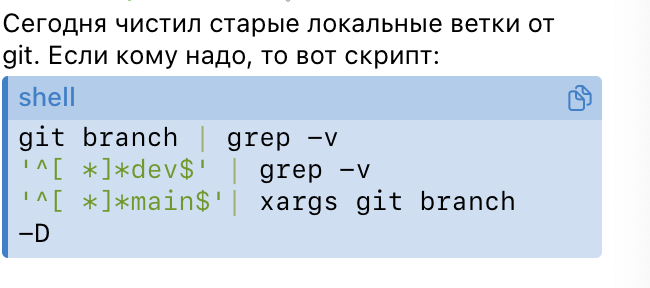 Сегодня чистил старые локальные ветки от
git. Если кому надо, то вот скрипт:
shell
git branch | grep -v
'^[ *]*dev$' | grep -v
'^[ *]*main$'| xargs git branch
-D